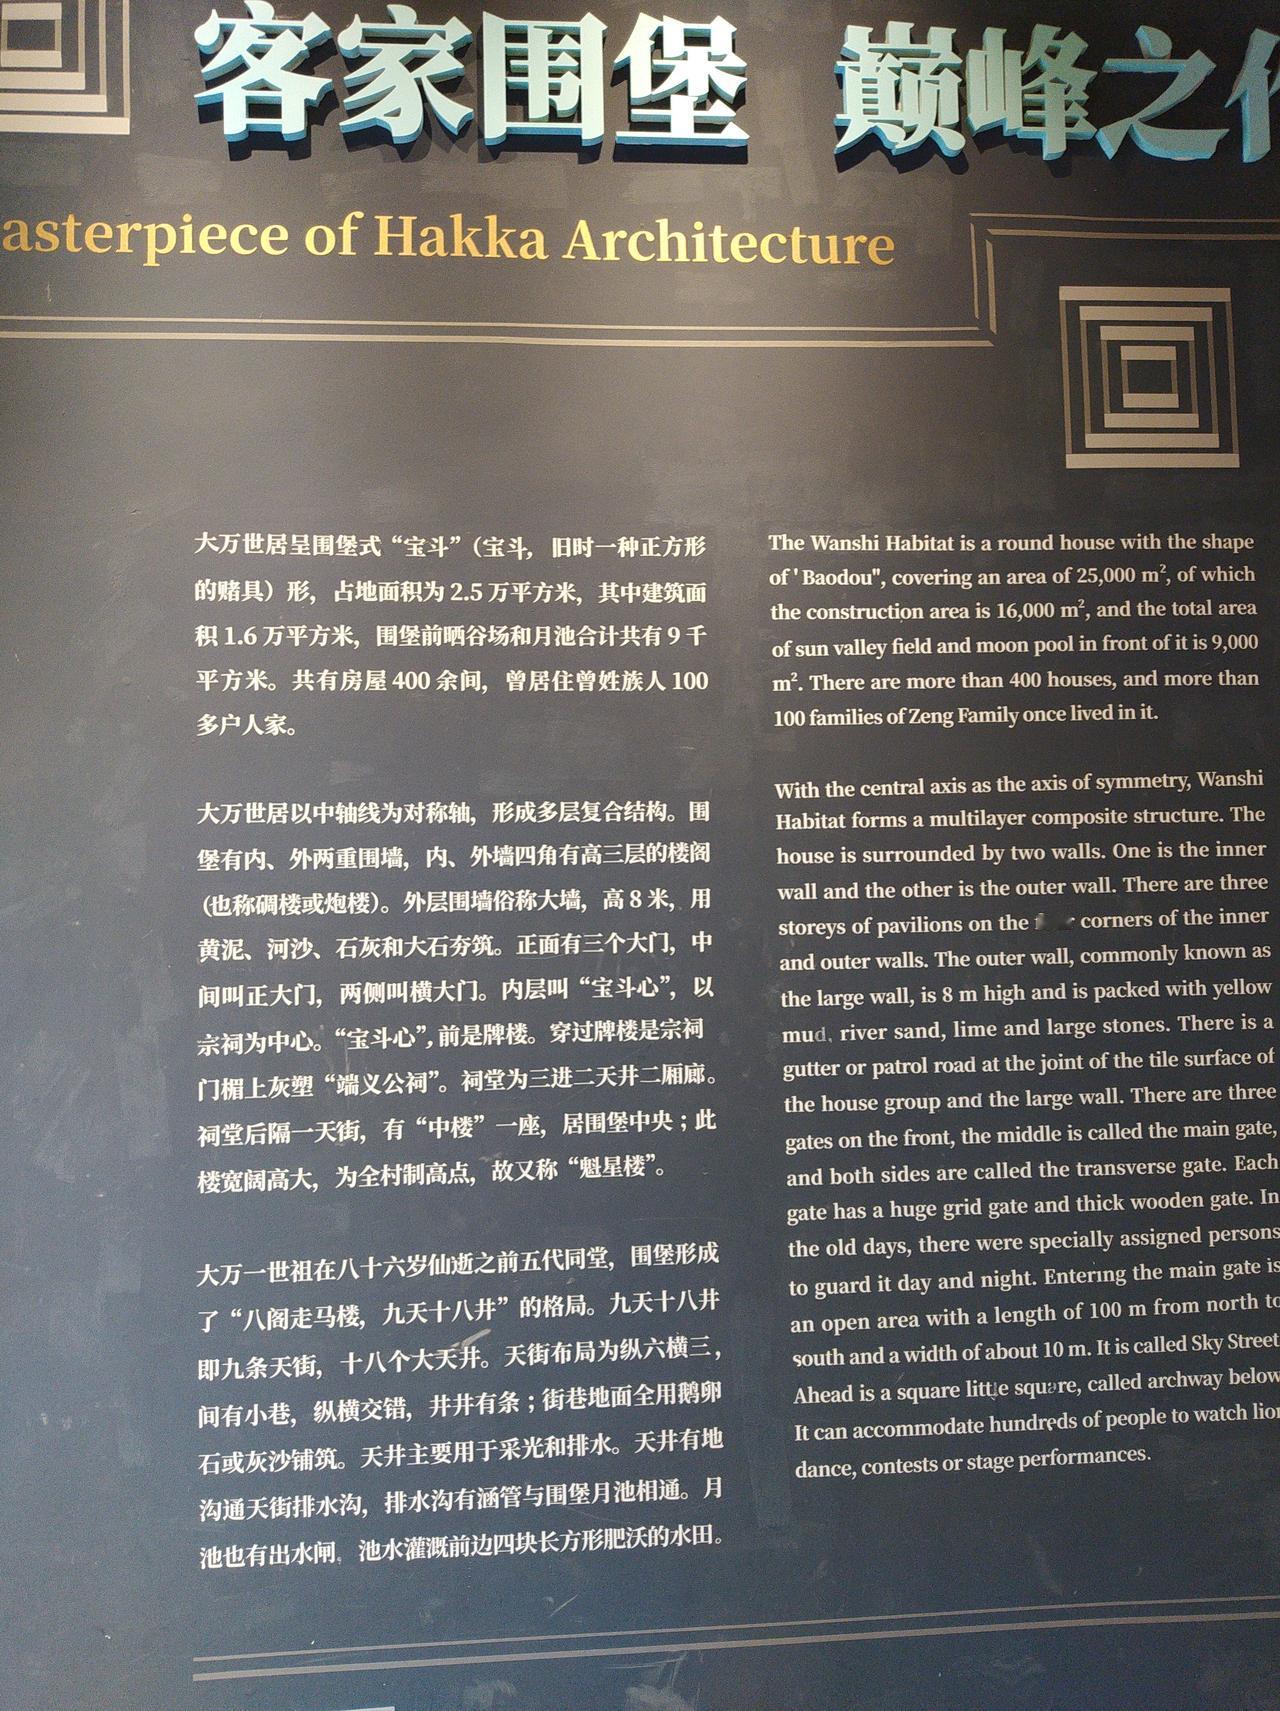 客家围堡 巅峰之
asterpiece of Hakka Architecture
大万世居呈围堡式“宝斗”（宝斗，旧时一种正方形
的赌具）形，占地面积为 2.5 万平方米，其中建筑面
积 1.6 万平方米，围堡前晒谷场和月池合计共有 9 千
平方米。共有房屋 400 余间，曾居住曾姓族人 100
多户人家。
大万世居以中轴线为对称轴，形成多层复合结构。围
堡有内、外两重围墙，内、外墙四角有高三层的楼阁
（也称碉楼或炮楼）。外层围墙俗称大墙，高 8 米，用
黄泥、河沙、石灰和大石夯筑。正面有三个大门，中
间叫正大门，两侧叫横大门。内层叫“宝斗心”，以
宗祠为中心。“宝斗心”，前是牌楼。穿过牌楼是宗祠
门楣上灰塑“端义公祠”。祠堂为三进二天井二厢廊。
祠堂后隔一天街，有“中楼”一座，居围堡中央；此
楼宽阔高大，为全村制高点，故又称“魁星楼”。
大万一世祖在八十六岁仙逝之前五代同堂，围堡形成
了“八阁走马楼，九天十八井”的格局。九天十八井
即九条天街，十八个大天井。天街布局为纵六横三，
间有小巷，纵横交错，井井有条；街巷地面全用鹅卵
石或灰沙铺筑。天井主要用于采光和排水。天井有地
沟通天街排水沟，排水沟有涵管与围堡月池相通。月
池也有出水闸，池水灌溉前边四块长方形肥沃的水田。
The Wanshi Habitat is a round house with the shape
of ' Baodou", covering an area of 25,000 m², of which
the construction area is 16,000 m², and the total area
of sun valley field and moon pool in front of it is 9,000
m². There are more than 400 houses, and more than
100 families of Zeng Family once lived in it.
With the central axis as the axis of symmetry, Wanshi
Habitat forms a multilayer composite structure. The
house is surrounded by two walls. One is the inner
wall and the other is the outer wall. There are three
storeys of pavilions on the corners of the inner
and outer walls. The outer wall, commonly known as
the large wall, is 8 m high and is packed with yellow
mud, river sand, lime and large stones. There is a
gutter or patrol road at the joint of the tile surface of
the house group and the large wall. There are three
gates on the front, the middle is called the main gate,
and both sides are called the transverse gate. Each
gate has a huge grid gate and thick wooden gate. In
the old days, there were specially assigned persons
to guard it day and night. Entering the main gate is
an open area with a length of 100 m from north to
south and a width of about 10 m. It is called Sky Street
Ahead is a square little square, called archway below
It can accommodate hundreds of people to watch lion
dance, contests or stage performances.